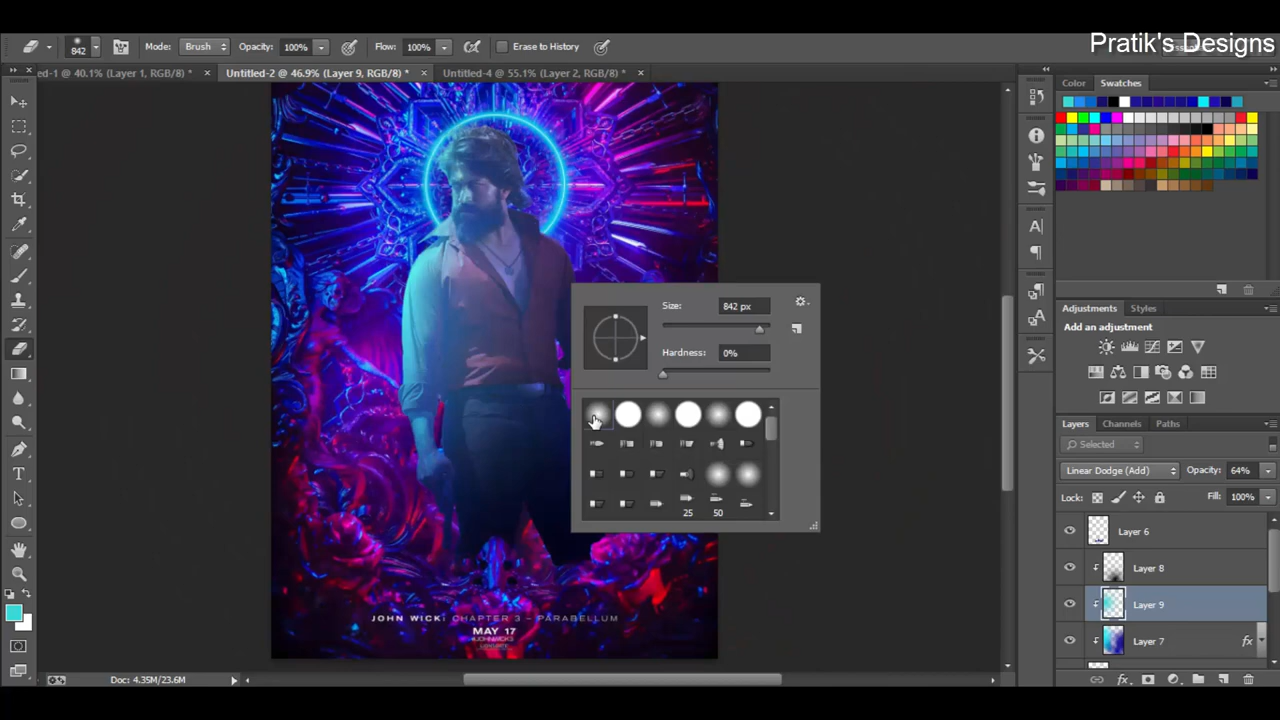 Pratik's Designs
842
Mode: Brush Opacity: 100% Flow: 100% Erase to History
ed-1 @ 40.1% (Layer 1, RGB/8) * × Untitled-2 @ 46.9% (Layer 9, RGB/8) * × Untitled-4 @ 55.1% (Layer 2, RGB/8) * ×
Color Swatches
Size: 842 px
Hardness: 0%
25 50
JOHN WICK: CHAPTER 3 - PARABELLUM
MAY 17
Adjustments Styles
Add an adjustment
Layers Channels Paths
Selected
Linear Dodge (Add) Opacity: 64%
Lock: Fill: 100%
Layer 6
Layer 8
Layer 9
Layer 7 fx
Doc: 4.35M/23.6M